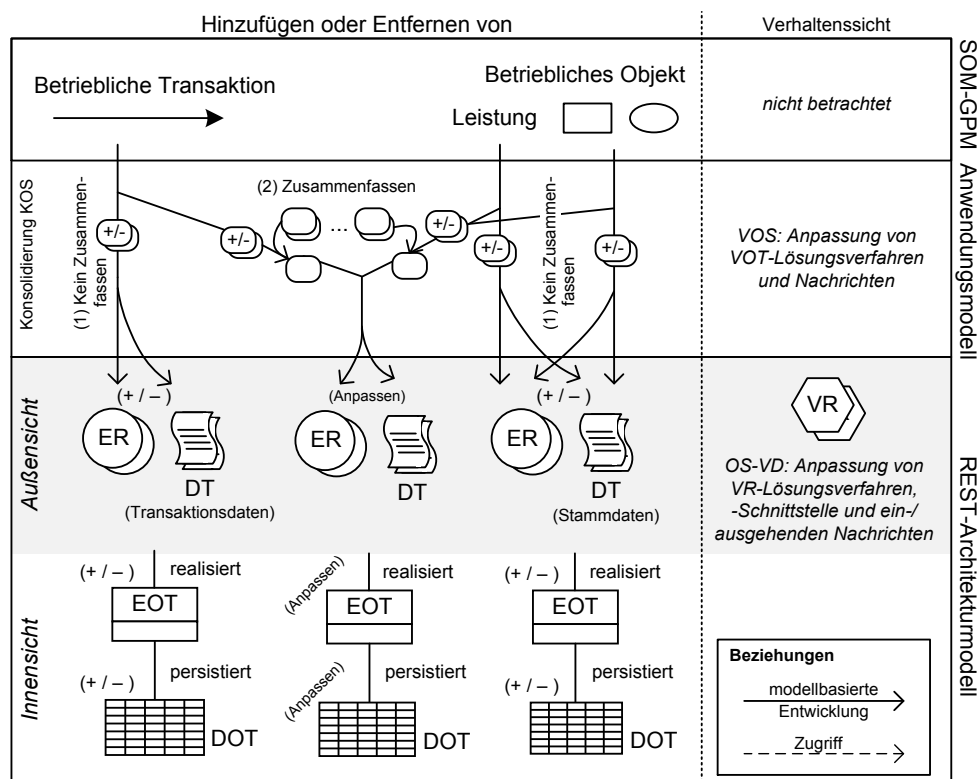 Hinzufügen oder Entfernen von
Verhaltenssicht
SOM-GPM
Betriebliche Transaktion
Betriebliches Objekt
Leistung
nicht betrachtet
Anwendungsmodell
Konsolidierung KOS
(1) Kein Zusammen-
fassen
(2) Zusammenfassen
...
+/-
+/-
+/-
+/-
+/-
(1) Kein Zusammen-
fassen
VOS: Anpassung von
VOT-Lösungsverfahren
und Nachrichten
REST-Architekturmodell
Außensicht
(+ / – )
(Anpassen)
(+ / – )
ER
DT
(Transaktionsdaten)
ER
DT
ER
DT
(Stammdaten)
VR
OS-VD: Anpassung von
VR-Lösungsverfahren,
-Schnittstelle und ein-/
ausgehenden Nachrichten
Innensicht
(+ / – )
realisiert
(Anpassen)
realisiert
(+ / – )
realisiert
EOT
EOT
EOT
(+ / – )
persistiert
(Anpassen)
persistiert
(+ / – )
persistiert
DOT
DOT
DOT
Beziehungen
modellbasierte
Entwicklung
Zugriff